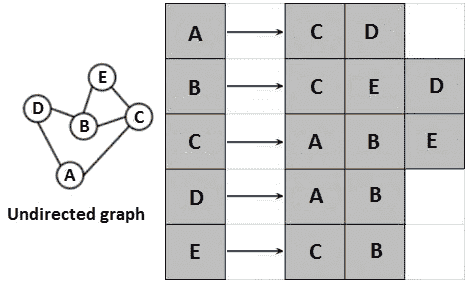 E
D
B
C
A
Undirected graph
A C D
B C E D
C A B E
D A B
E C B